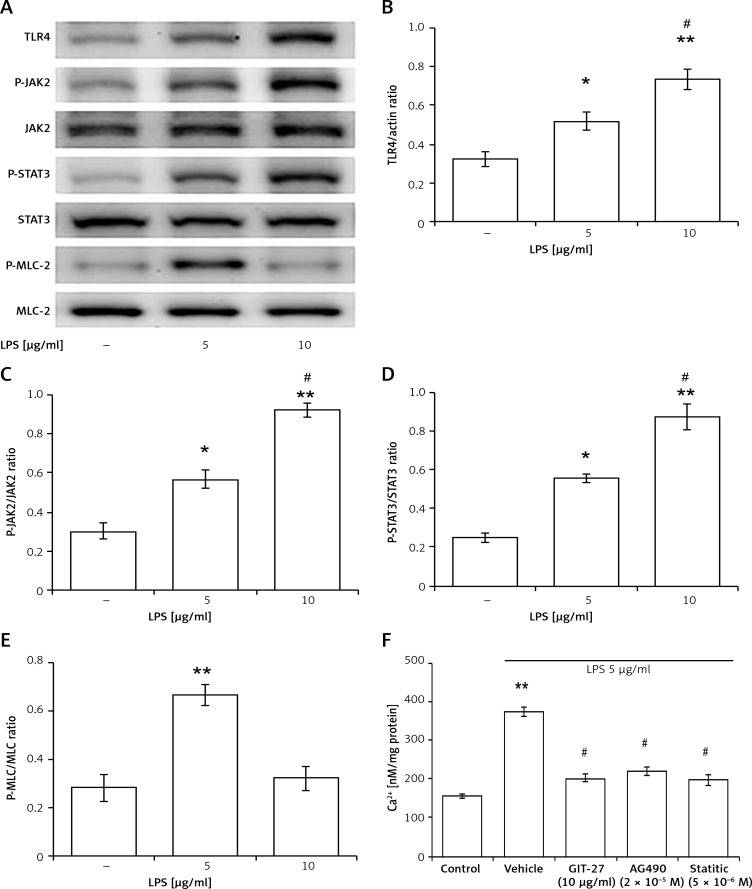 A
TLR4
P-JAK2
JAK2
P-STAT3
STAT3
P-MLC-2
MLC-2
LPS [µg/ml] – 5 10
B
TLR4/actin ratio
1.0
0.8
0.6
0.4
0.2
0
*
#
**
– 5 10
LPS [µg/ml]
C
P-JAK2/JAK2 ratio
1.0
0.8
0.6
0.4
0.2
0
*
#
**
– 5 10
LPS [µg/ml]
D
P-STAT3/STAT3 ratio
1.0
0.8
0.6
0.4
0.2
0
*
#
**
– 5 10
LPS [µg/ml]
E
P-MLC/MLC ratio
0.8
0.6
0.4
0.2
0
**
– 5 10
LPS [µg/ml]
F
Ca²⁺ [nM/mg protein]
500
400
300
200
100
0
LPS 5 µg/ml
**
# # #
Control Vehicle GIT-27 AG490 Statitic
(10 µg/ml) (2 × 10⁻⁵ M) (5 × 10⁻⁶ M)